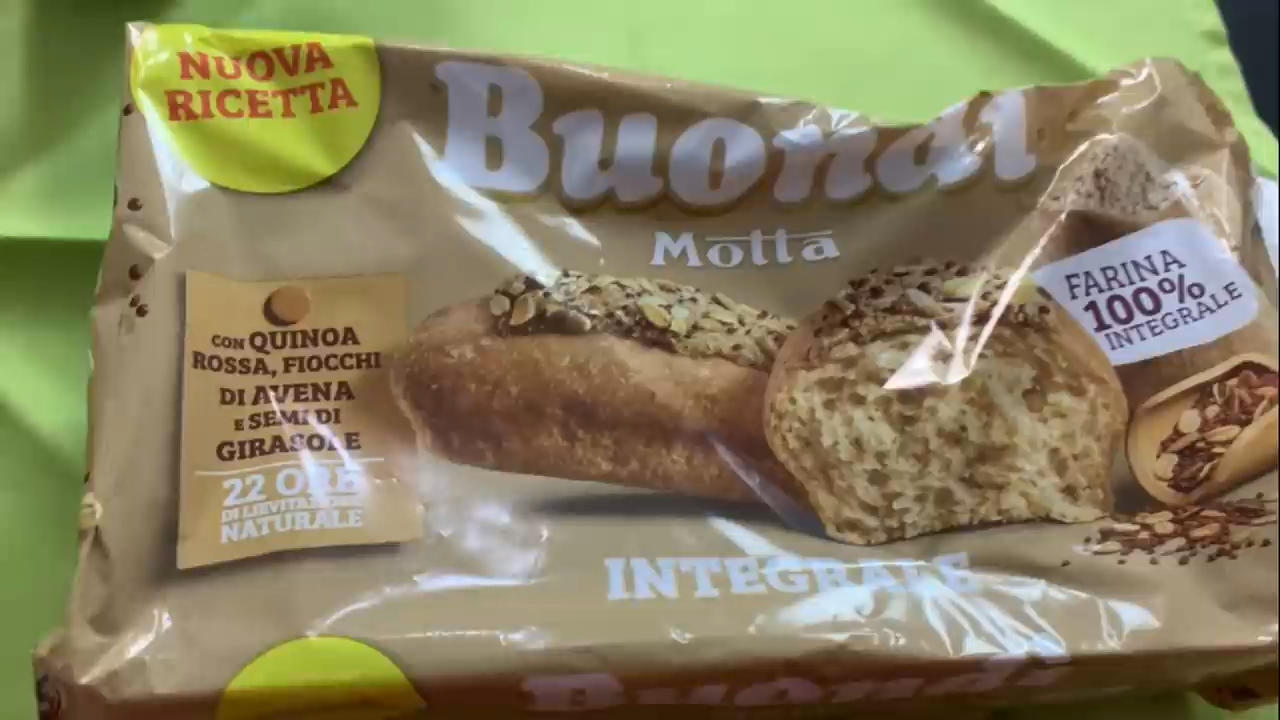 NUOVA
RICETTA
Buondì
Motta
FARINA
100%
INTEGRALE
CON QUINOA
ROSSA, FIOCCHI
DI AVENA
E SEMI DI
GIRASOLE
22 ORE
DI LIEVITAZIONE
NATURALE
INTEGRALE
Buondì